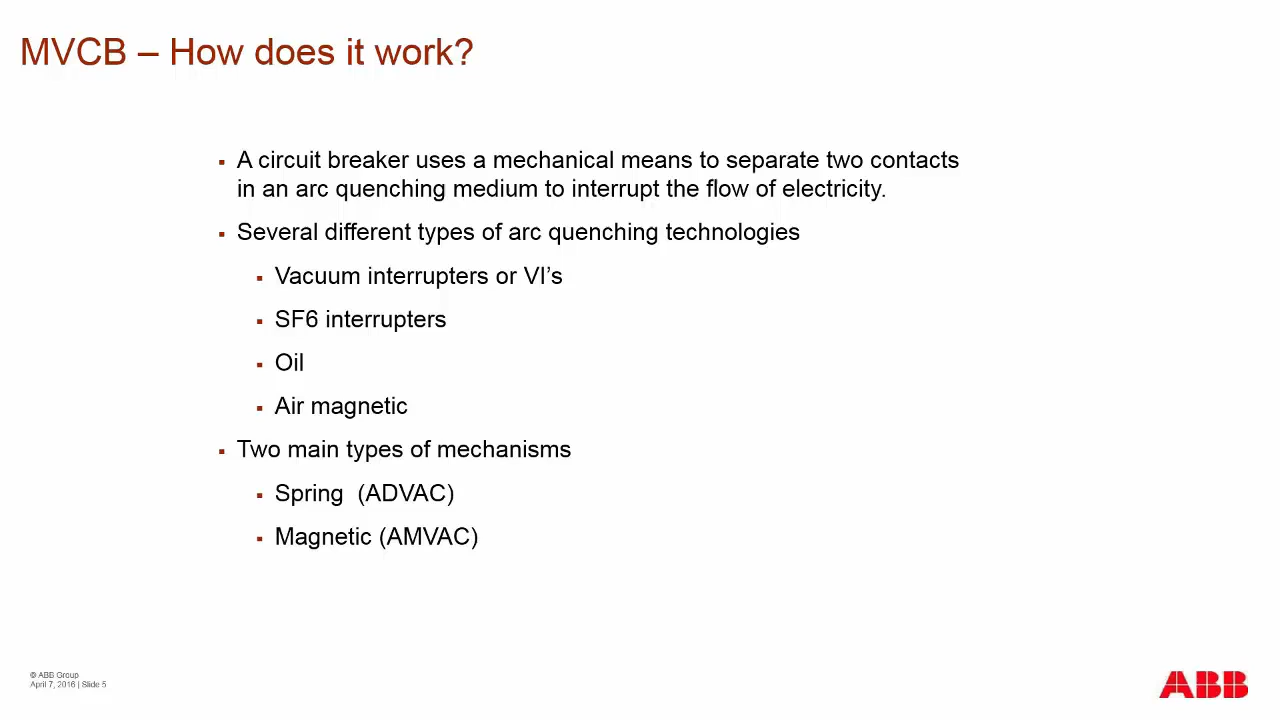 MVCB – How does it work?
▪ A circuit breaker uses a mechanical means to separate two contacts
in an arc quenching medium to interrupt the flow of electricity.
▪ Several different types of arc quenching technologies
▪ Vacuum interrupters or VI’s
▪ SF6 interrupters
▪ Oil
▪ Air magnetic
▪ Two main types of mechanisms
▪ Spring  (ADVAC)
▪ Magnetic (AMVAC)
© ABB Group
April 7, 2016 | Slide 5
ABB